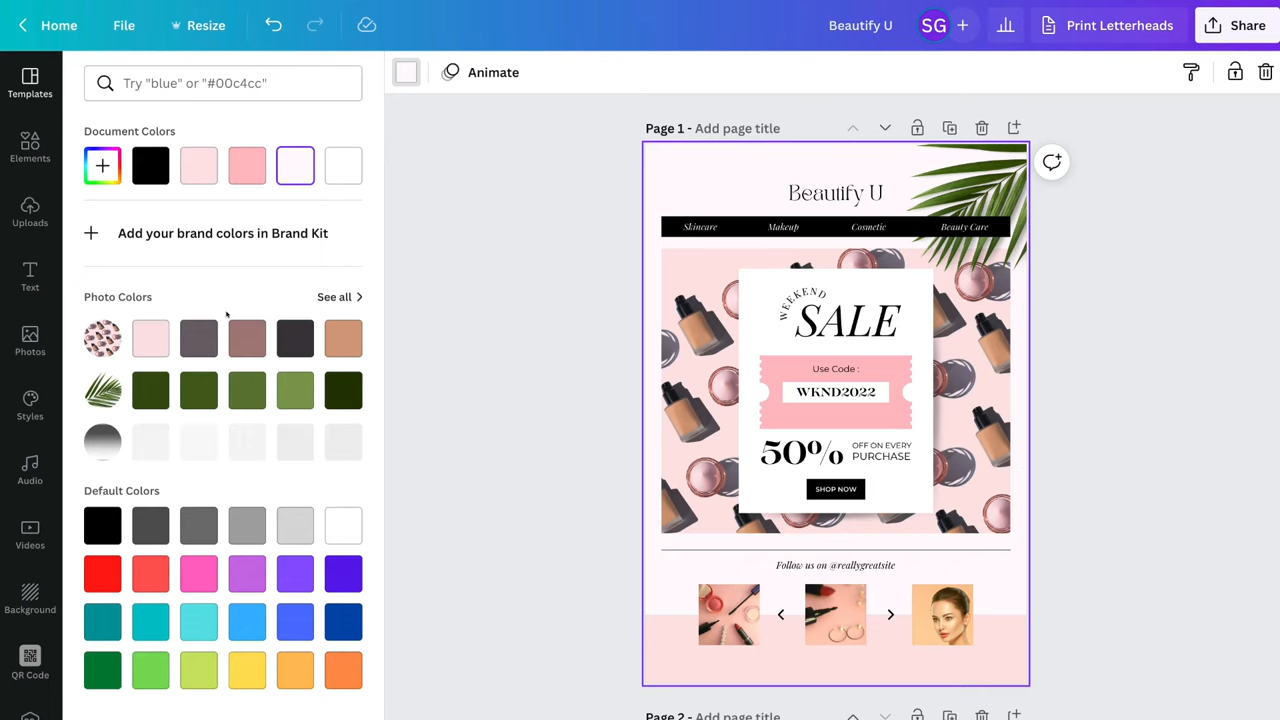 Home File Resize Beautify U SG Print Letterheads Share
Templates
Elements
Uploads
Text
Photos
Styles
Audio
Videos
Background
QR Code
Try "blue" or "#00c4cc"
Document Colors
Add your brand colors in Brand Kit
Photo Colors See all
Default Colors
Animate
Page 1 - Add page title
Beautify U
Skincare Makeup Cosmetic Beauty Care
WEEKEND
SALE
Use Code :
WKND2022
50% OFF ON EVERY
PURCHASE
SHOP NOW
Follow us on @reallygreatsite
Page 2 - Add page title